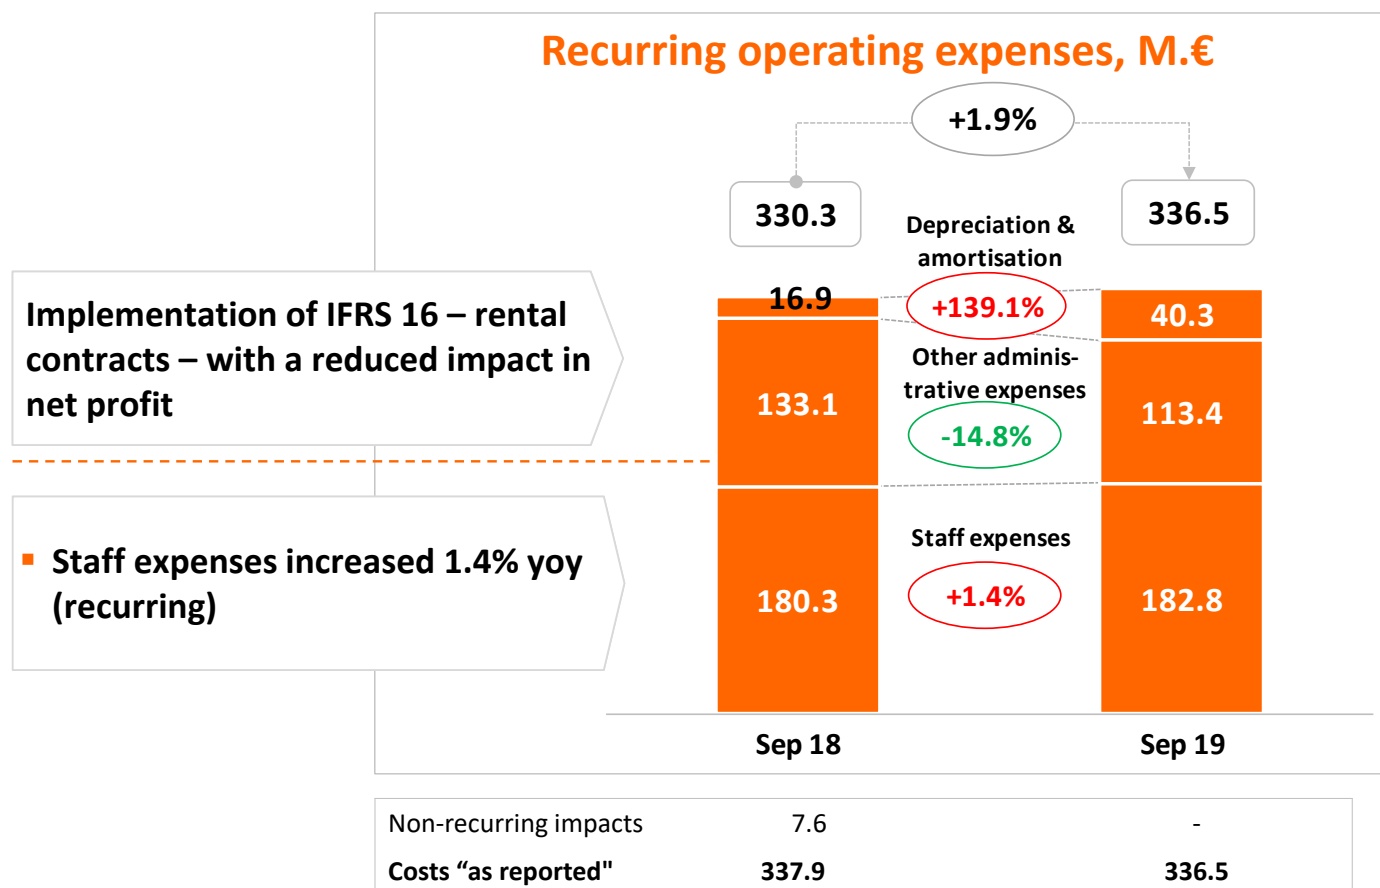 Recurring operating expenses, M.€
+1.9%
330.3
336.5
Depreciation &
amortisation
+139.1%
16.9
40.3
Implementation of IFRS 16 – rental
contracts – with a reduced impact in
net profit
Other adminis-
trative expenses
-14.8%
133.1
113.4
▪ Staff expenses increased 1.4% yoy
(recurring)
Staff expenses
+1.4%
180.3
182.8
Sep 18
Sep 19
Non-recurring impacts 7.6 -
Costs “as reported" 337.9 336.5